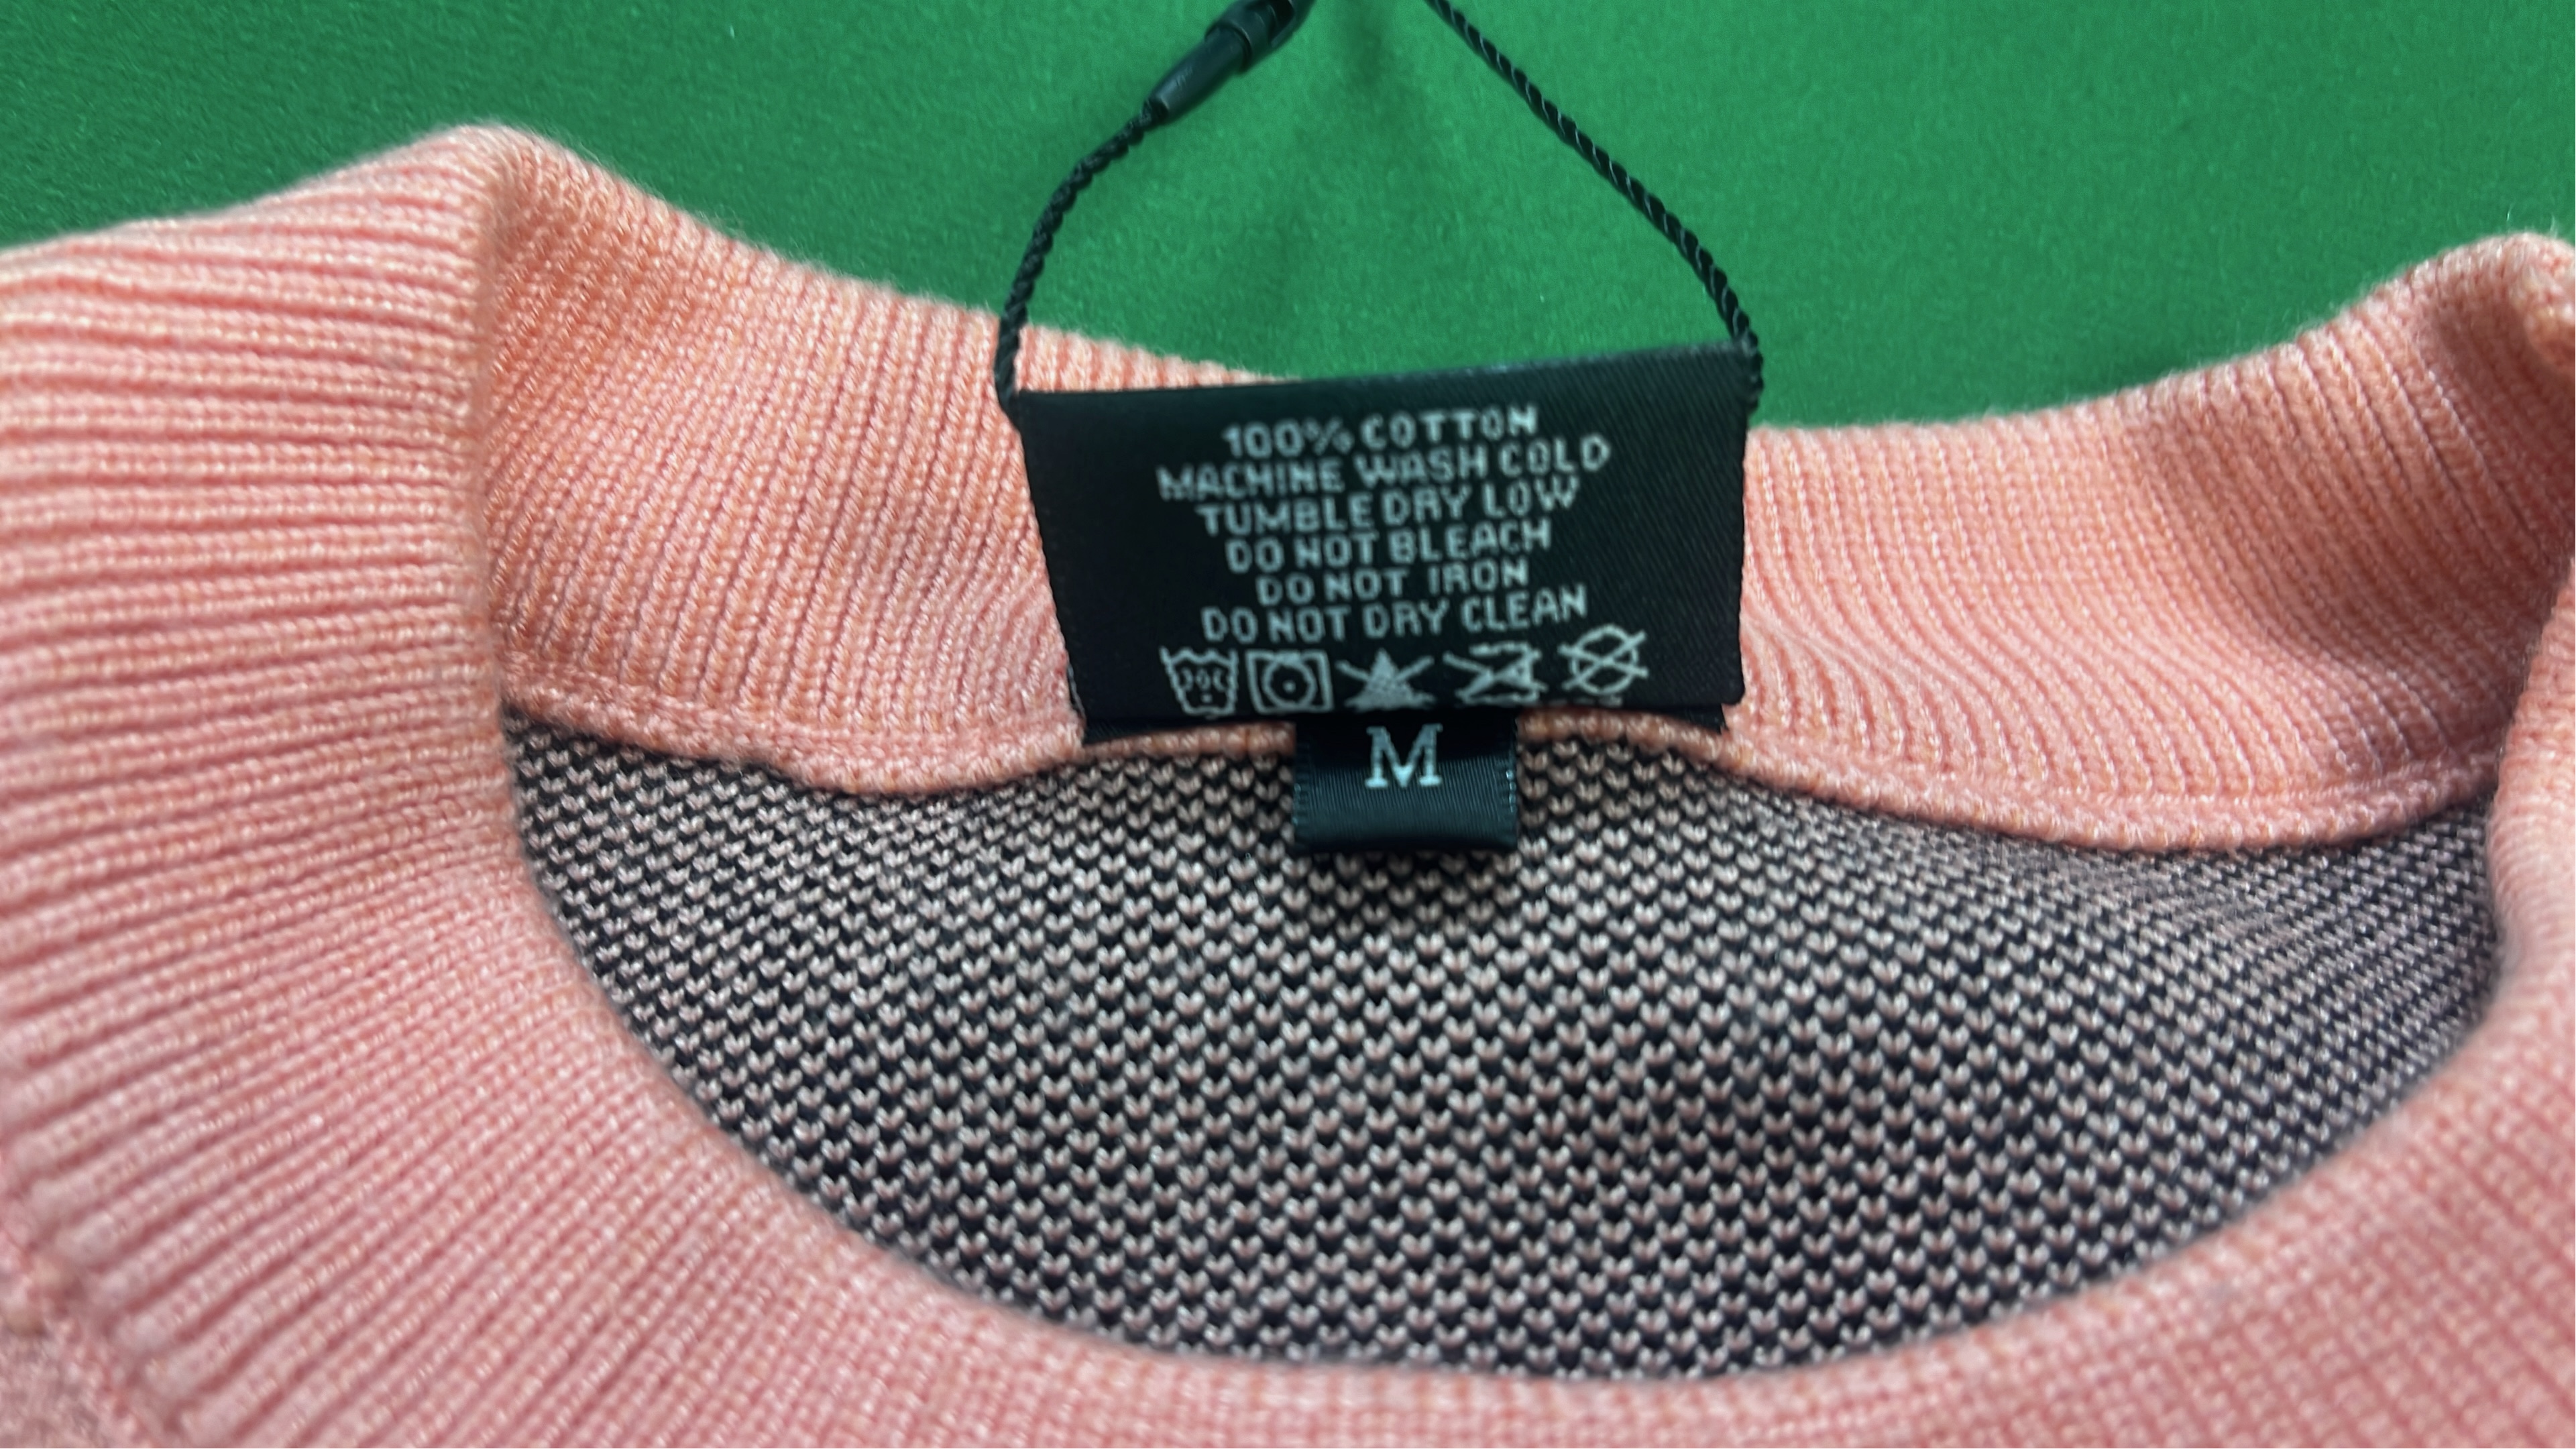 100% COTTON
MACHINE WASH COLD
TUMBLE DRY LOW
DO NOT BLEACH
DO NOT IRON
DO NOT DRY CLEAN
M